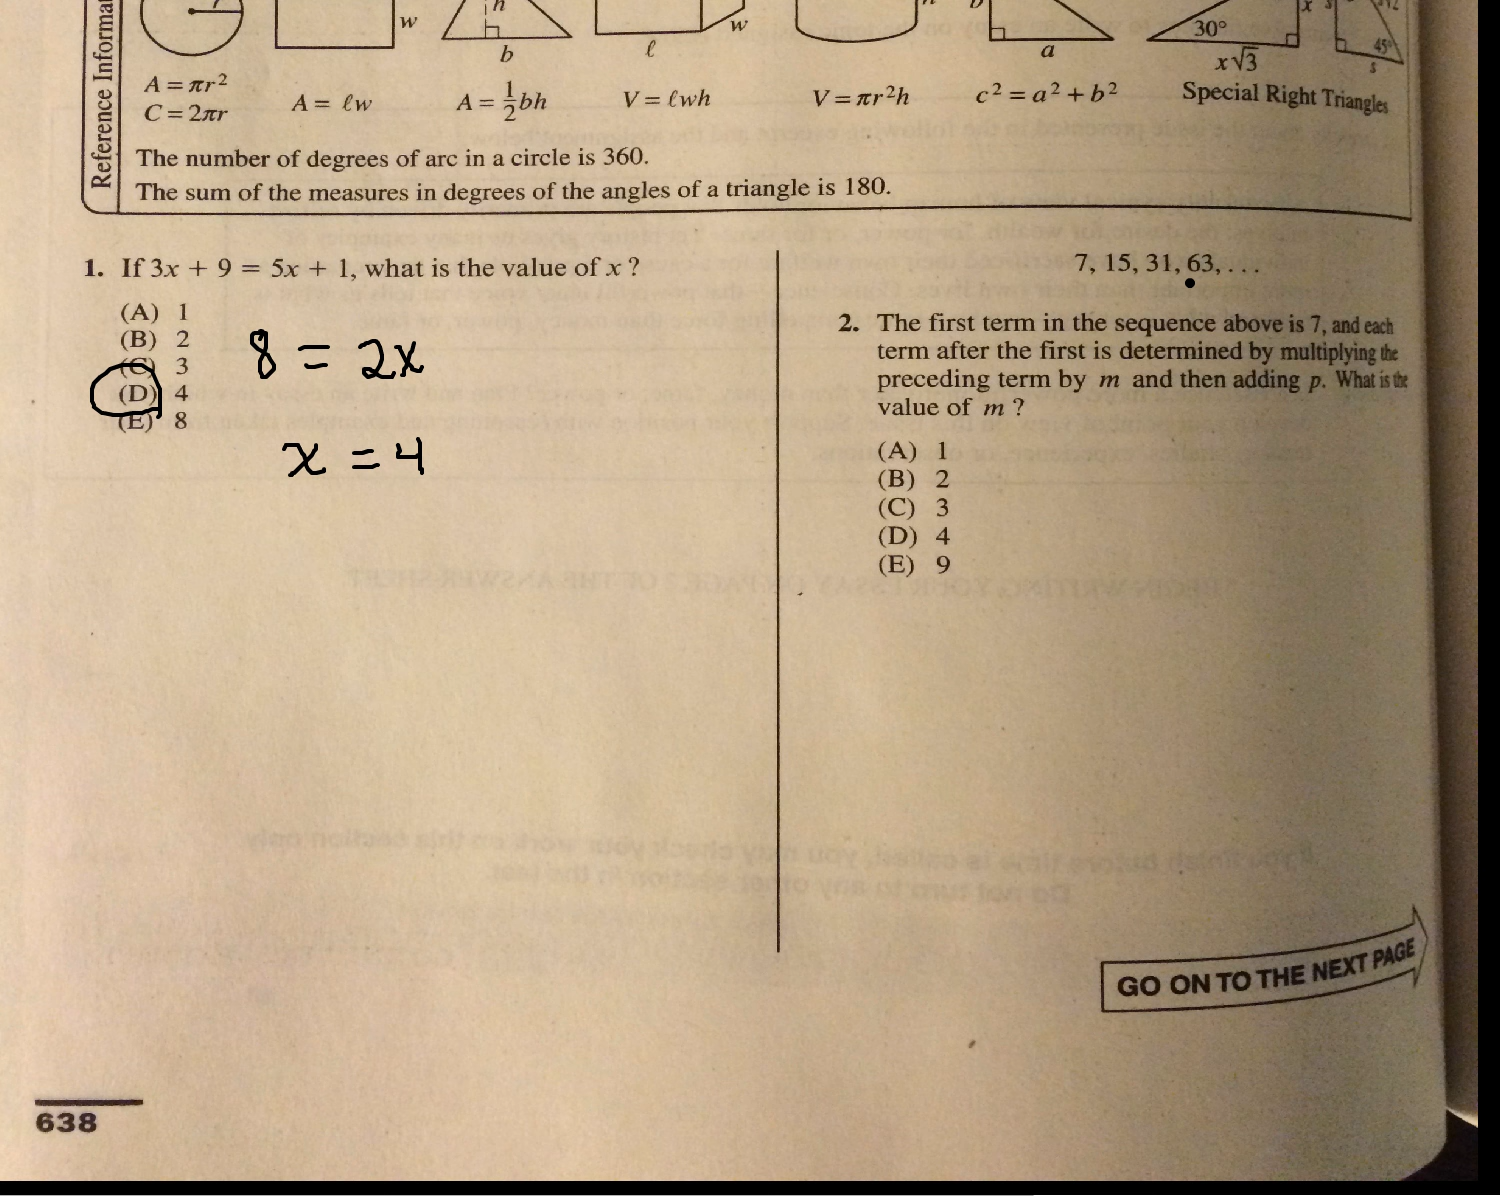 Reference Informa
r
w
h
b
ℓ
w
a
30°
x
x√3
45°
s
A = πr²
C = 2πr
A = ℓw
A = 1/2 bh
V = ℓwh
V = πr²h
c² = a² + b²
Special Right Triangles
The number of degrees of arc in a circle is 360.
The sum of the measures in degrees of the angles of a triangle is 180.
1. If 3x + 9 = 5x + 1, what is the value of x ?
(A) 1
(B) 2
(C) 3
(D) 4
(E) 8
8 = 2x
x = 4
7, 15, 31, 63, . . .
2. The first term in the sequence above is 7, and each
term after the first is determined by multiplying the
preceding term by m and then adding p. What is the
value of m ?
(A) 1
(B) 2
(C) 3
(D) 4
(E) 9
GO ON TO THE NEXT PAGE
638